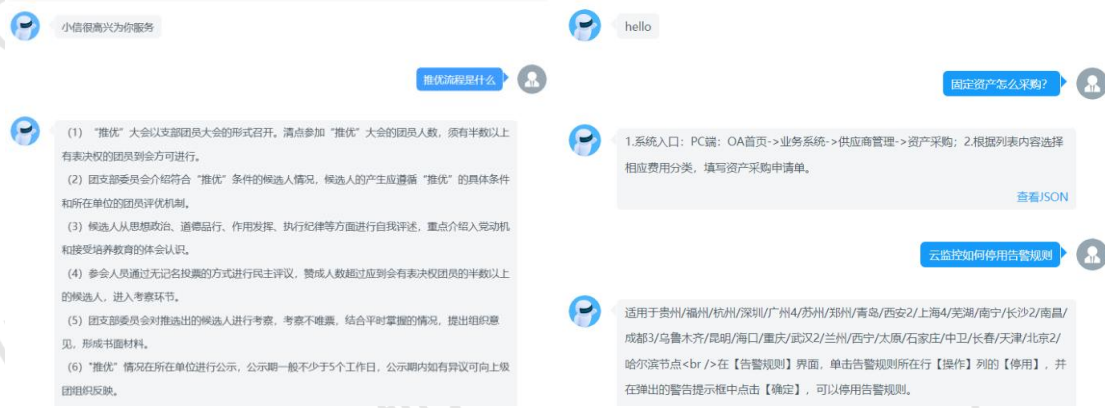 小信很高兴为你服务
推优流程是什么
（1）“推优”大会以支部团员大会的形式召开。清点参加“推优”大会的团员人数，须有半数以上
有表决权的团员到会方可进行。
（2）团支部委员会介绍符合“推优”条件的候选人情况，候选人的产生应遵循“推优”的具体条件
和所在单位的团员评优机制。
（3）候选人从思想政治、道德品行、作用发挥、执行纪律等方面进行自我评述，重点介绍入党动机
和接受培养教育的体会认识。
（4）参会人员通过无记名投票的方式进行民主评议，赞成人数超过应到会有表决权团员的半数以上
的候选人，进入考察环节。
（5）团支部委员会对推选出的候选人进行考察，考察不唯票，结合平时掌握的情况，提出组织意
见，形成书面材料。
（6）“推优”情况在所在单位进行公示，公示期一般不少于5个工作日，公示期内如有异议可向上级
团组织反映。
hello
固定资产怎么采购？
1.系统入口：PC端：OA首页->业务系统->供应商管理->资产采购；2.根据列表内容选择
相应费用分类，填写资产采购申请单。
查看JSON
云监控如何停用告警规则
适用于贵州/福州/杭州/深圳/广州4/苏州/郑州/青岛/西安2/上海4/芜湖/南宁/长沙2/南昌/
成都3/乌鲁木齐/昆明/海口/重庆/武汉2/兰州/西宁/太原/石家庄/中卫/长春/天津/北京2/
哈尔滨节点<br />在【告警规则】界面，单击告警规则所在行【操作】列的【停用】，并
在弹出的警告提示框中点击【确定】，可以停用告警规则。